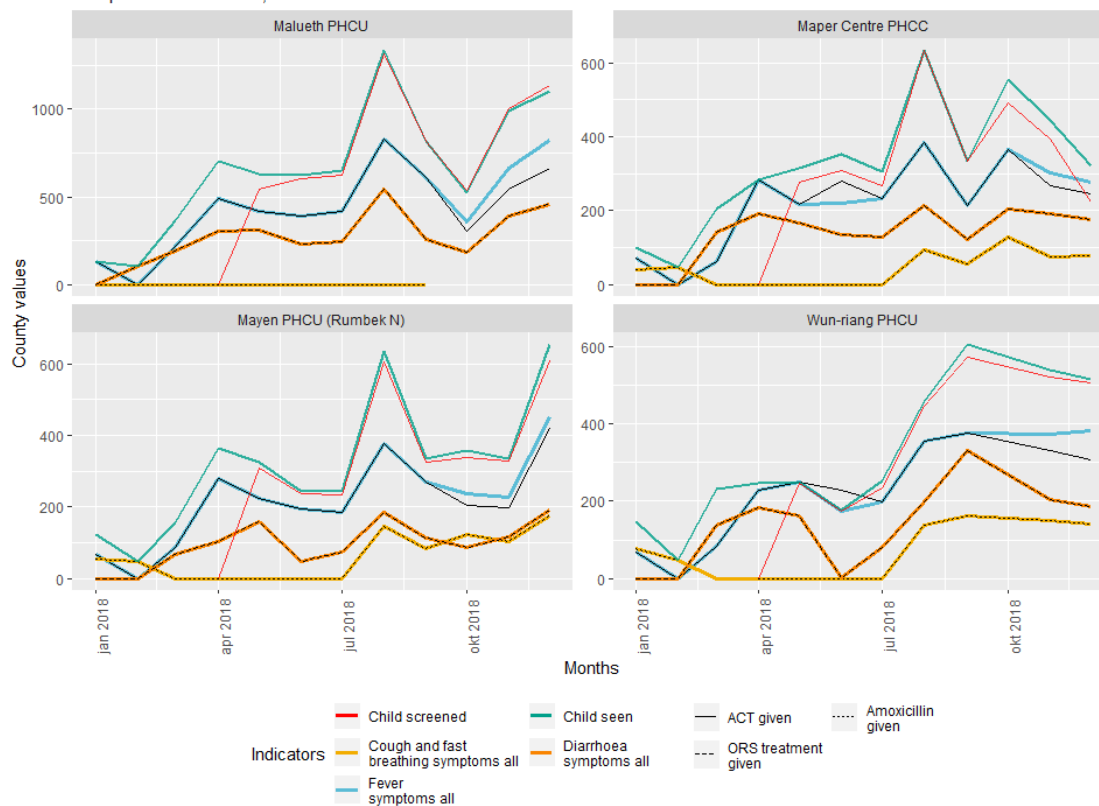 Malueth PHCU
Maper Centre PHCC
1000
500
0
600
400
200
0
County values
Mayen PHCU (Rumbek N)
Wun-riang PHCU
600
400
200
0
600
400
200
0
jan 2018
apr 2018
jul 2018
okt 2018
jan 2018
apr 2018
jul 2018
okt 2018
Months
Indicators
Child screened
Cough and fast
breathing symptoms all
Fever
symptoms all
Child seen
Diarrhoea
symptoms all
ACT given
ORS treatment
given
Amoxicillin
given